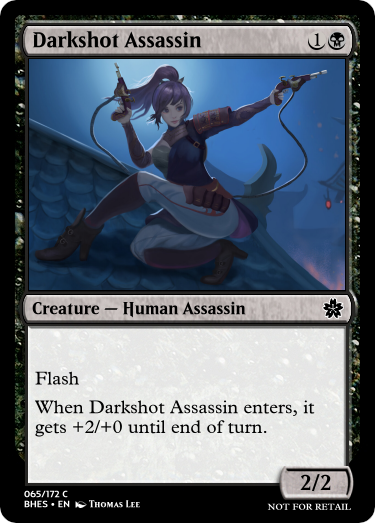 Darkshot Assassin 1
Creature — Human Assassin
Flash
When Darkshot Assassin enters, it
gets +2/+0 until end of turn.
2/2
065/172 C
BHES • EN Thomas Lee
NOT FOR RETAIL